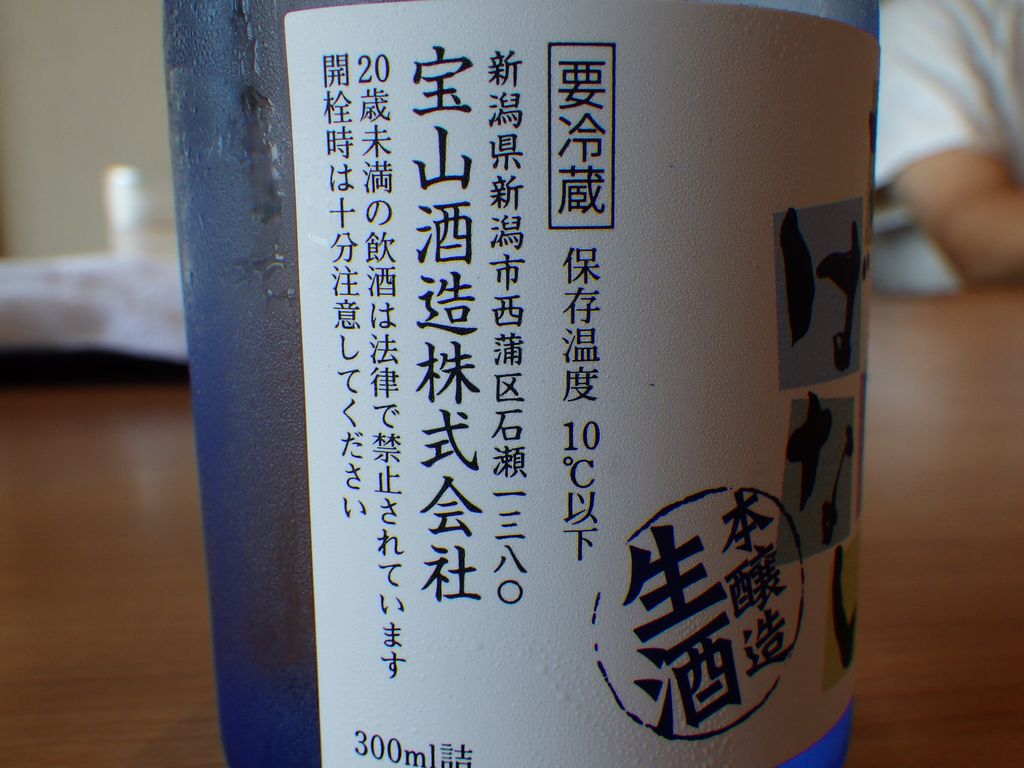 ばなし
本醸造
生酒
要冷蔵 保存温度 10℃以下
新潟県新潟市西蒲区石瀬一三八〇
宝山酒造株式会社
20歳未満の飲酒は法律で禁止されています
開栓時は十分注意してください
300ml詰